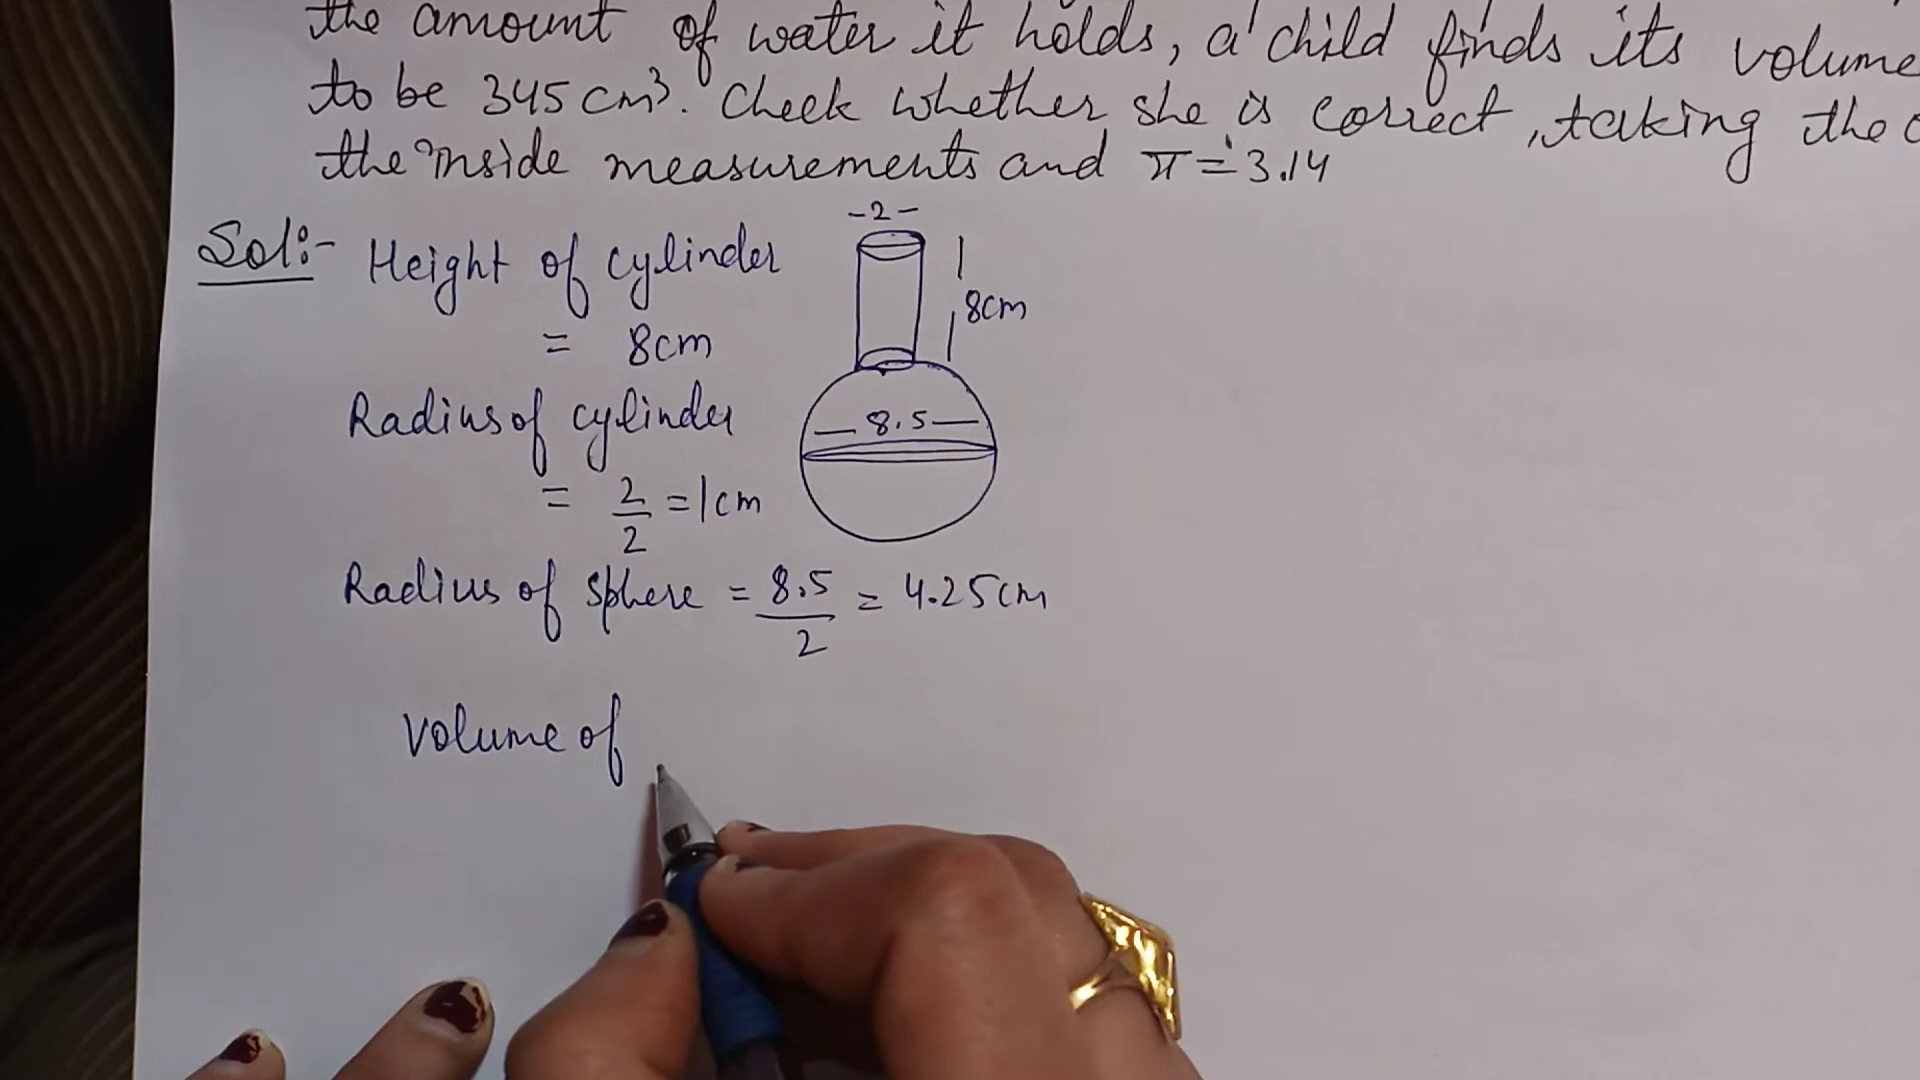 the amount of water it holds, a child finds its volume
to be 345 cm³. Check whether she is correct, taking the
the inside measurements and π = 3.14
Sol:- Height of cylinder
= 8cm
Radius of cylinder
= 2/2 = 1cm
Radius of sphere = 8.5/2 = 4.25cm
Volume of
-2-
8cm
8.5